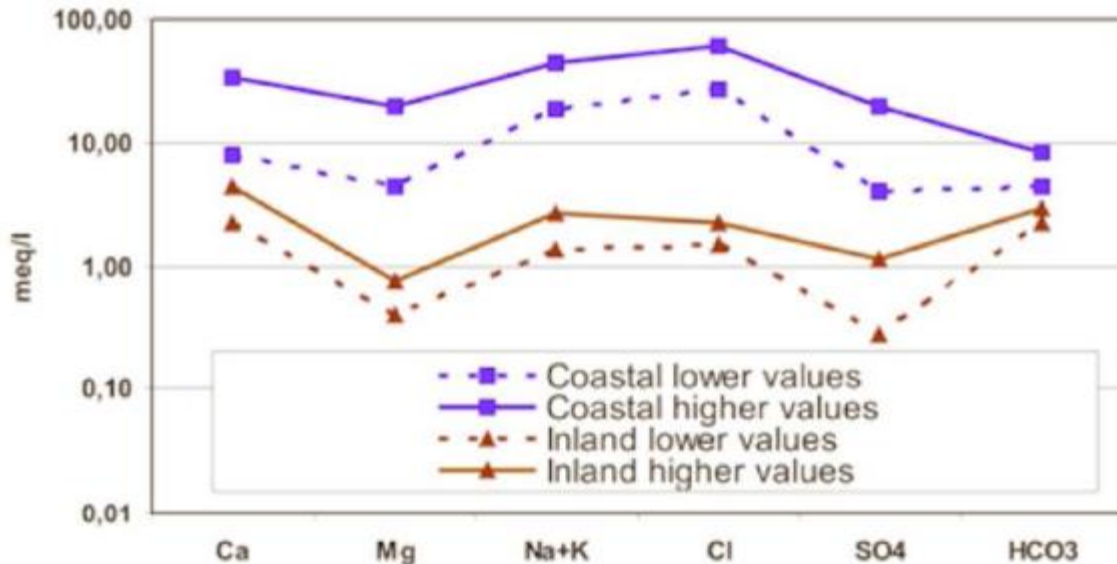 100,00
10,00
1,00
0,10
0,01
meq/l
Coastal lower values
Coastal higher values
Inland lower values
Inland higher values
Ca Mg Na+K Cl SO4 HCO3